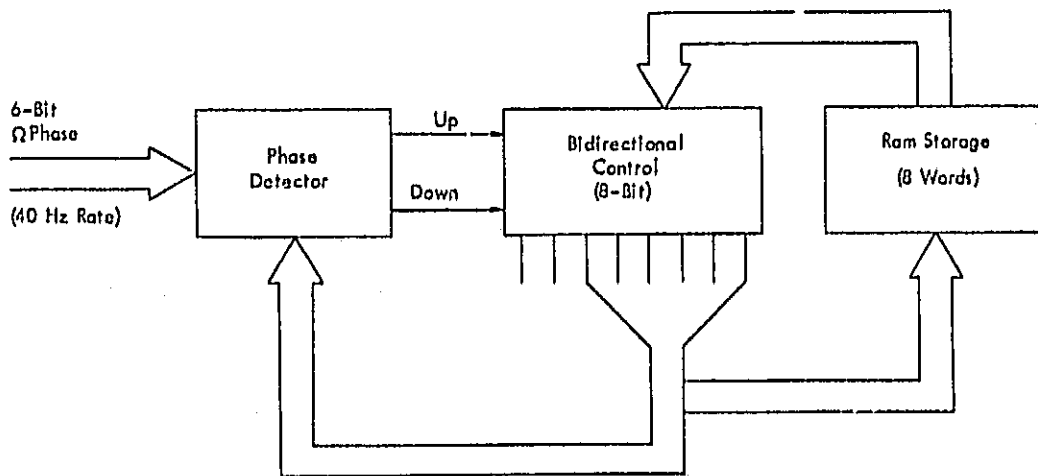 6-Bit
Ω Phase
(40 Hz Rate)
Phase
Detector
Up
Down
Bidirectional
Control
(8-Bit)
Ram Storage
(8 Words)